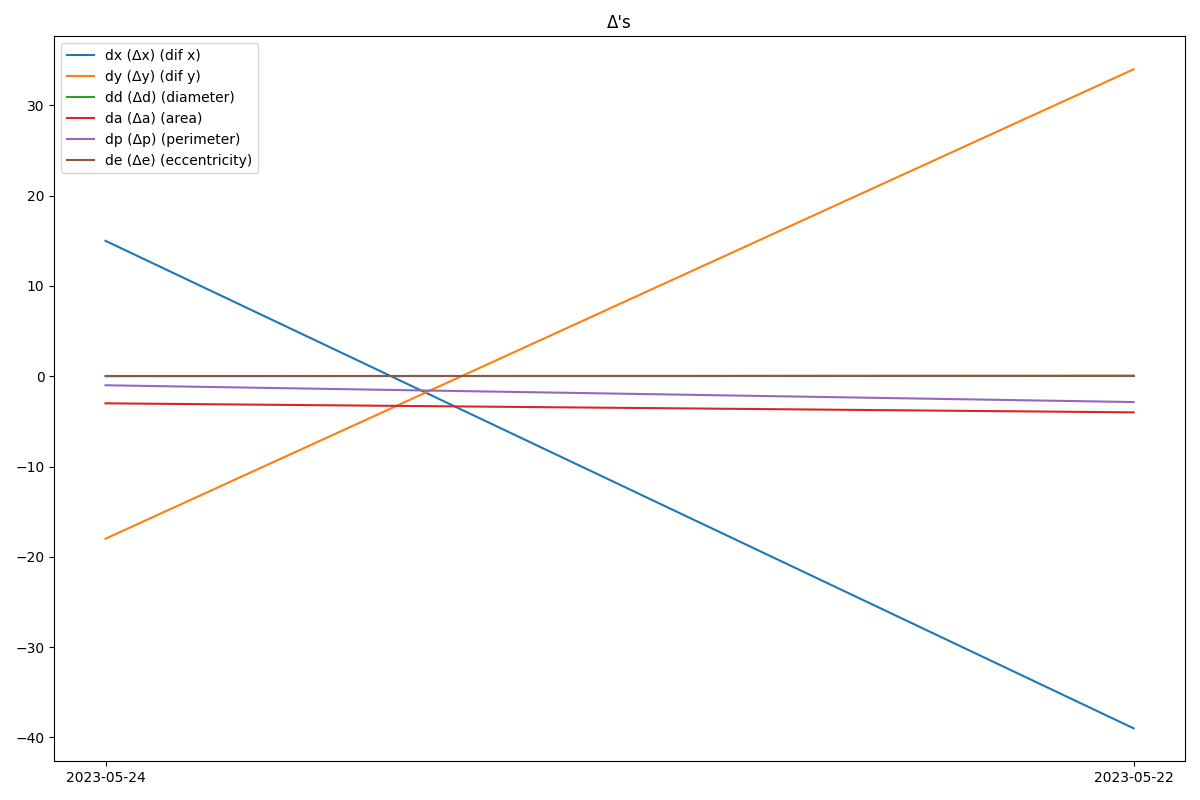 Δ's
dx (Δx) (dif x)
dy (Δy) (dif y)
dd (Δd) (diameter)
da (Δa) (area)
dp (Δp) (perimeter)
de (Δe) (eccentricity)
30
20
10
0
−10
−20
−30
−40
2023-05-24
2023-05-22